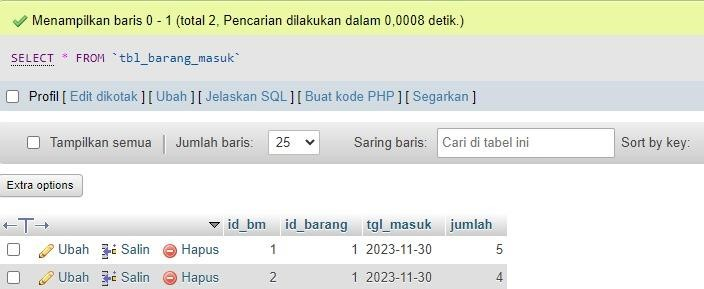 Menampilkan baris 0 - 1 (total 2, Pencarian dilakukan dalam 0,0008 detik.)
SELECT * FROM `tbl_barang_masuk`
Profil [ Edit dikotak ] [ Ubah ] [ Jelaskan SQL ] [ Buat kode PHP ] [ Segarkan ]
Tampilkan semua | Jumlah baris: 25 Saring baris: Cari di tabel ini Sort by key:
Extra options
←T→ id_bm id_barang tgl_masuk jumlah
Ubah Salin Hapus 1 1 2023-11-30 5
Ubah Salin Hapus 2 1 2023-11-30 4